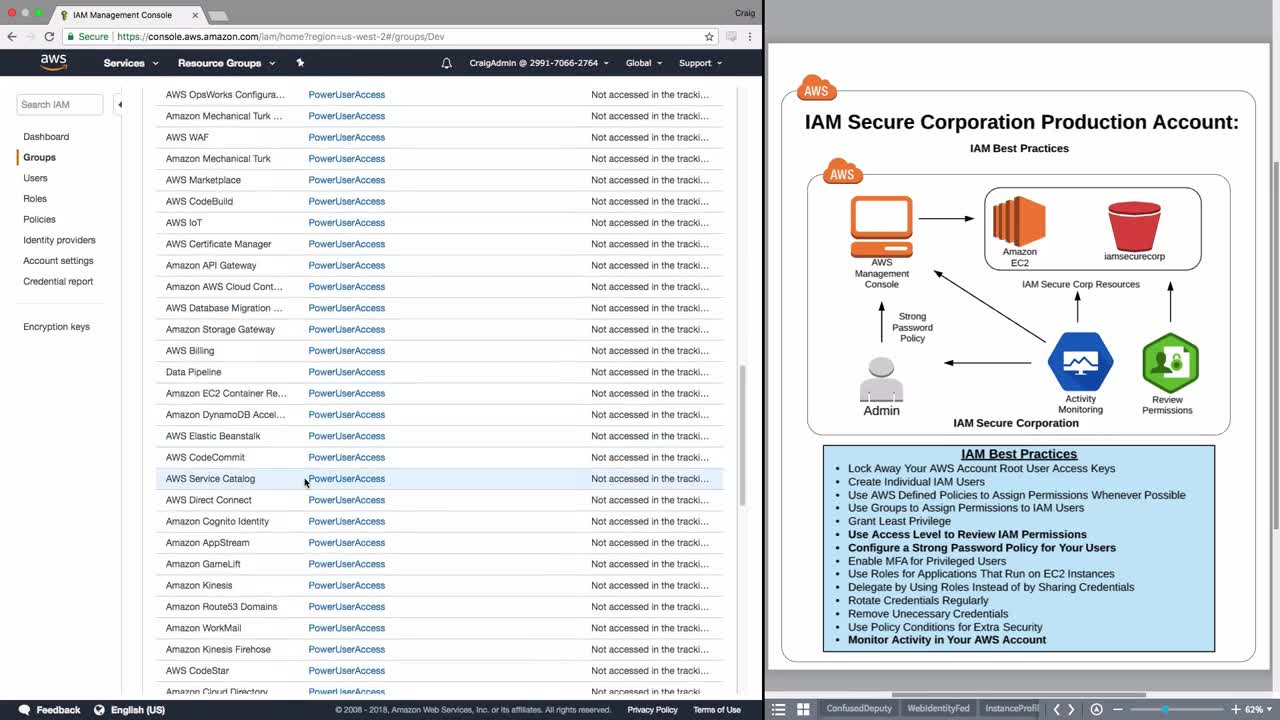 IAM Management Console
Craig
Secure https://console.aws.amazon.com/iam/home?region=us-west-2#/groups/Dev
aws Services Resource Groups CraigAdmin @ 2991-7066-2764 Global Support
Search IAM
Dashboard
Groups
Users
Roles
Policies
Identity providers
Account settings
Credential report
Encryption keys
AWS OpsWorks Configura... PowerUserAccess Not accessed in the tracki...
Amazon Mechanical Turk ... PowerUserAccess Not accessed in the tracki...
AWS WAF PowerUserAccess Not accessed in the tracki...
Amazon Mechanical Turk PowerUserAccess Not accessed in the tracki...
AWS Marketplace PowerUserAccess Not accessed in the tracki...
AWS CodeBuild PowerUserAccess Not accessed in the tracki...
AWS IoT PowerUserAccess Not accessed in the tracki...
AWS Certificate Manager PowerUserAccess Not accessed in the tracki...
Amazon API Gateway PowerUserAccess Not accessed in the tracki...
Amazon AWS Cloud Cont... PowerUserAccess Not accessed in the tracki...
AWS Database Migration ... PowerUserAccess Not accessed in the tracki...
Amazon Storage Gateway PowerUserAccess Not accessed in the tracki...
AWS Billing PowerUserAccess Not accessed in the tracki...
Data Pipeline PowerUserAccess Not accessed in the tracki...
Amazon EC2 Container Re... PowerUserAccess Not accessed in the tracki...
Amazon DynamoDB Accel... PowerUserAccess Not accessed in the tracki...
AWS Elastic Beanstalk PowerUserAccess Not accessed in the tracki...
AWS CodeCommit PowerUserAccess Not accessed in the tracki...
AWS Service Catalog PowerUserAccess Not accessed in the tracki...
AWS Direct Connect PowerUserAccess Not accessed in the tracki...
Amazon Cognito Identity PowerUserAccess Not accessed in the tracki...
Amazon AppStream PowerUserAccess Not accessed in the tracki...
Amazon GameLift PowerUserAccess Not accessed in the tracki...
Amazon Kinesis PowerUserAccess Not accessed in the tracki...
Amazon Route53 Domains PowerUserAccess Not accessed in the tracki...
Amazon WorkMail PowerUserAccess Not accessed in the tracki...
Amazon Kinesis Firehose PowerUserAccess Not accessed in the tracki...
AWS CodeStar PowerUserAccess Not accessed in the tracki...
Amazon Cloud Directory PowerUserAccess Not accessed in the tracki...
Feedback English (US) © 2008 - 2018, Amazon Web Services, Inc. or its affiliates. All rights reserved. Privacy Policy Terms of Use
AWS
IAM Secure Corporation Production Account:
IAM Best Practices
AWS
AWS
Management
Console
Amazon
EC2
iamsecurecorp
IAM Secure Corp Resources
Strong
Password
Policy
Admin
Activity
Monitoring
Review
Permissions
IAM Secure Corporation
IAM Best Practices
• Lock Away Your AWS Account Root User Access Keys
• Create Individual IAM Users
• Use AWS Defined Policies to Assign Permissions Whenever Possible
• Use Groups to Assign Permissions to IAM Users
• Grant Least Privilege
• Use Access Level to Review IAM Permissions
• Configure a Strong Password Policy for Your Users
• Enable MFA for Privileged Users
• Use Roles for Applications That Run on EC2 Instances
• Delegate by Using Roles Instead of by Sharing Credentials
• Rotate Credentials Regularly
• Remove Unecessary Credentials
• Use Policy Conditions for Extra Security
• Monitor Activity in Your AWS Account
ConfusedDeputy WebIdentityFed InstanceProfil 62%